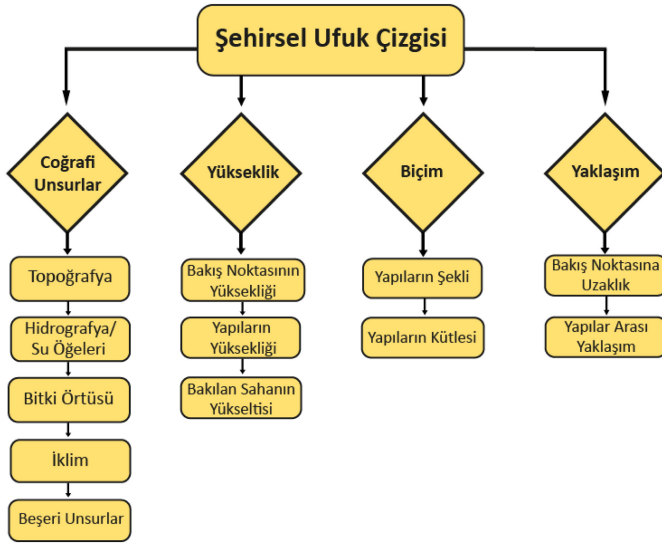 Şehirsel Ufuk Çizgisi
Coğrafi
Unsurlar
Yükseklik
Biçim
Yaklaşım
Topoğrafya
Hidrografya/
Su Öğeleri
Bitki Örtüsü
İklim
Beşeri Unsurlar
Bakış Noktasının
Yüksekliği
Yapıların
Yüksekliği
Bakılan Sahanın
Yükseltisi
Yapıların Şekli
Yapıların Kütlesi
Bakış Noktasına
Uzaklık
Yapılar Arası
Yaklaşım